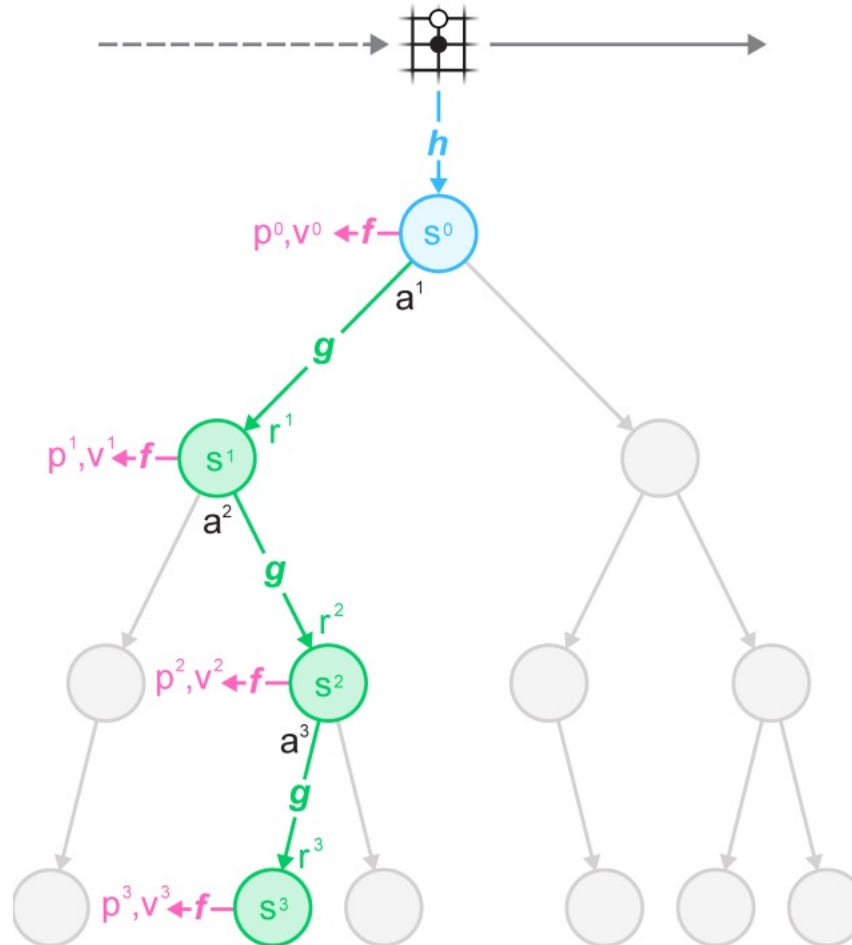 h
p⁰,v⁰ f s⁰
a¹
g
r¹
p¹,v¹ f s¹
a²
g
r²
p²,v² f s²
a³
g
r³
p³,v³ f s³